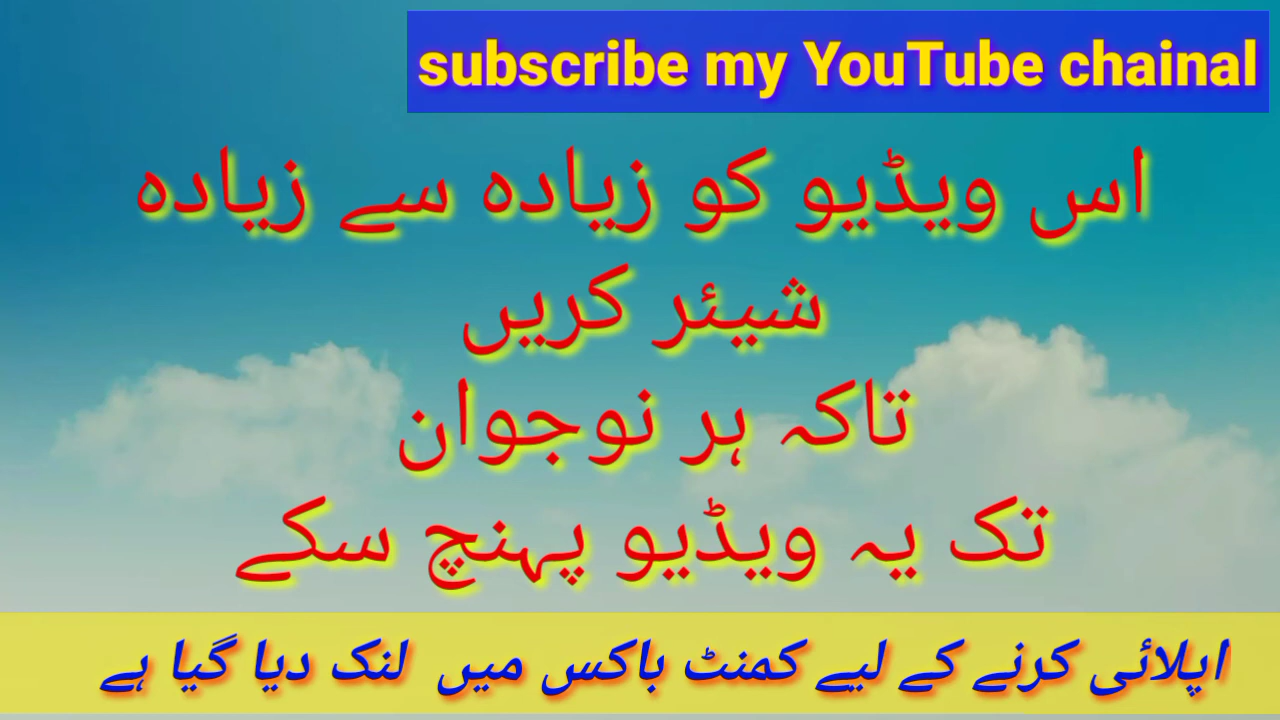 subscribe my YouTube chainal
اس ویڈیو کو زیادہ سے زیادہ
شیئر کریں
تاکہ ہر نوجوان
تک یہ ویڈیو پہنچ سکے
اپلائی کرنے کے لیے کمنٹ باکس میں لنک دیا گیا ہے